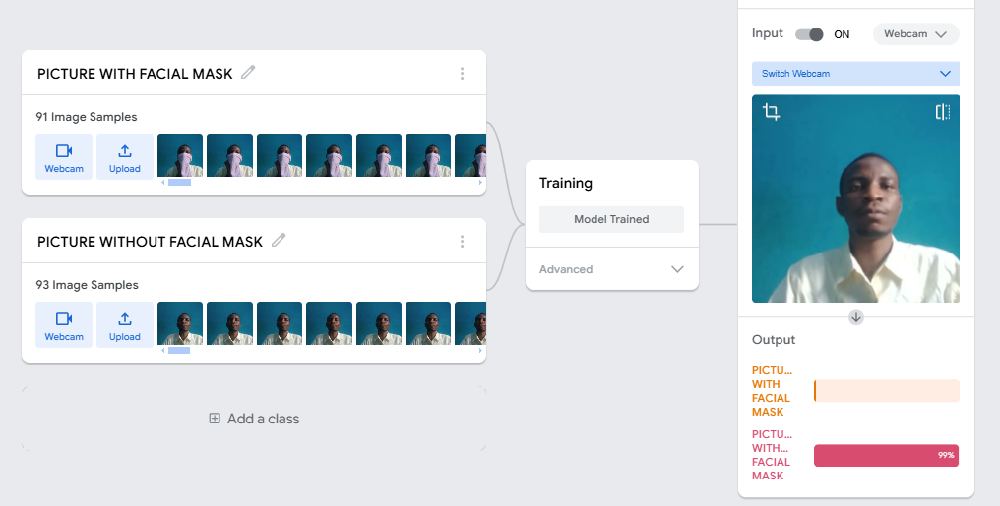 PICTURE WITH FACIAL MASK
91 Image Samples
Webcam
Upload
PICTURE WITHOUT FACIAL MASK
93 Image Samples
Webcam
Upload
Add a class
Training
Model Trained
Advanced
Input
ON
Webcam
Switch Webcam
Output
PICTU...
WITH
FACIAL
MASK
PICTU...
WITH...
FACIAL
MASK
99%